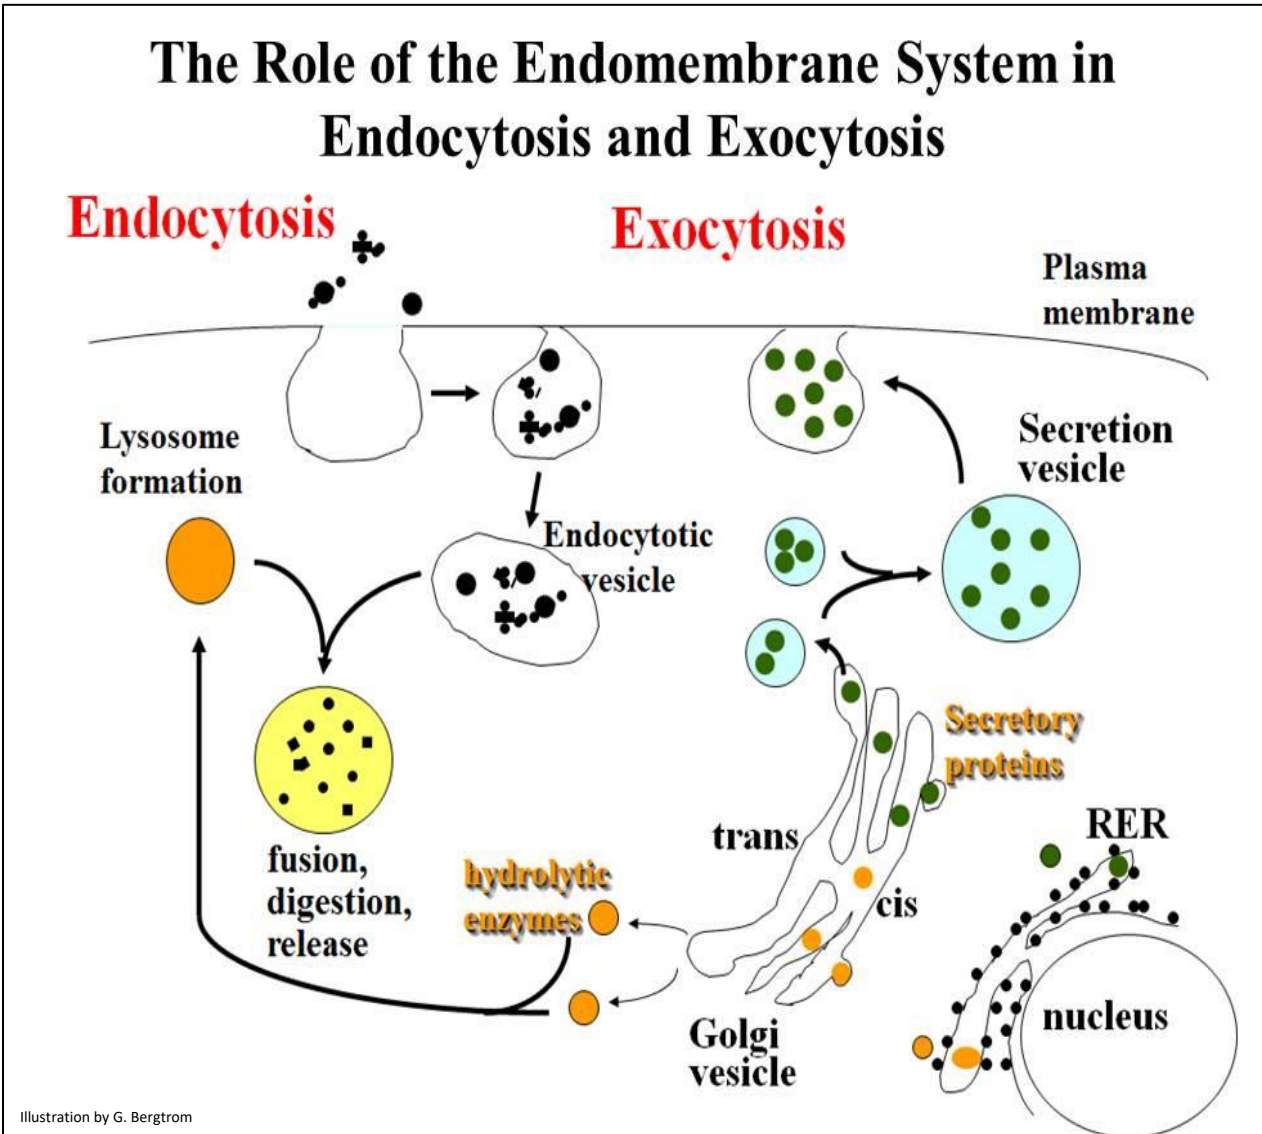 The Role of the Endomembrane System in
Endocytosis and Exocytosis
Endocytosis
Exocytosis
Plasma
membrane
Lysosome
formation
Secretion
vesicle
Endocytotic
vesicle
Secretory
proteins
trans
RER
fusion,
digestion,
release
hydrolytic
enzymes
cis
nucleus
Golgi
vesicle
Illustration by G. Bergtrom